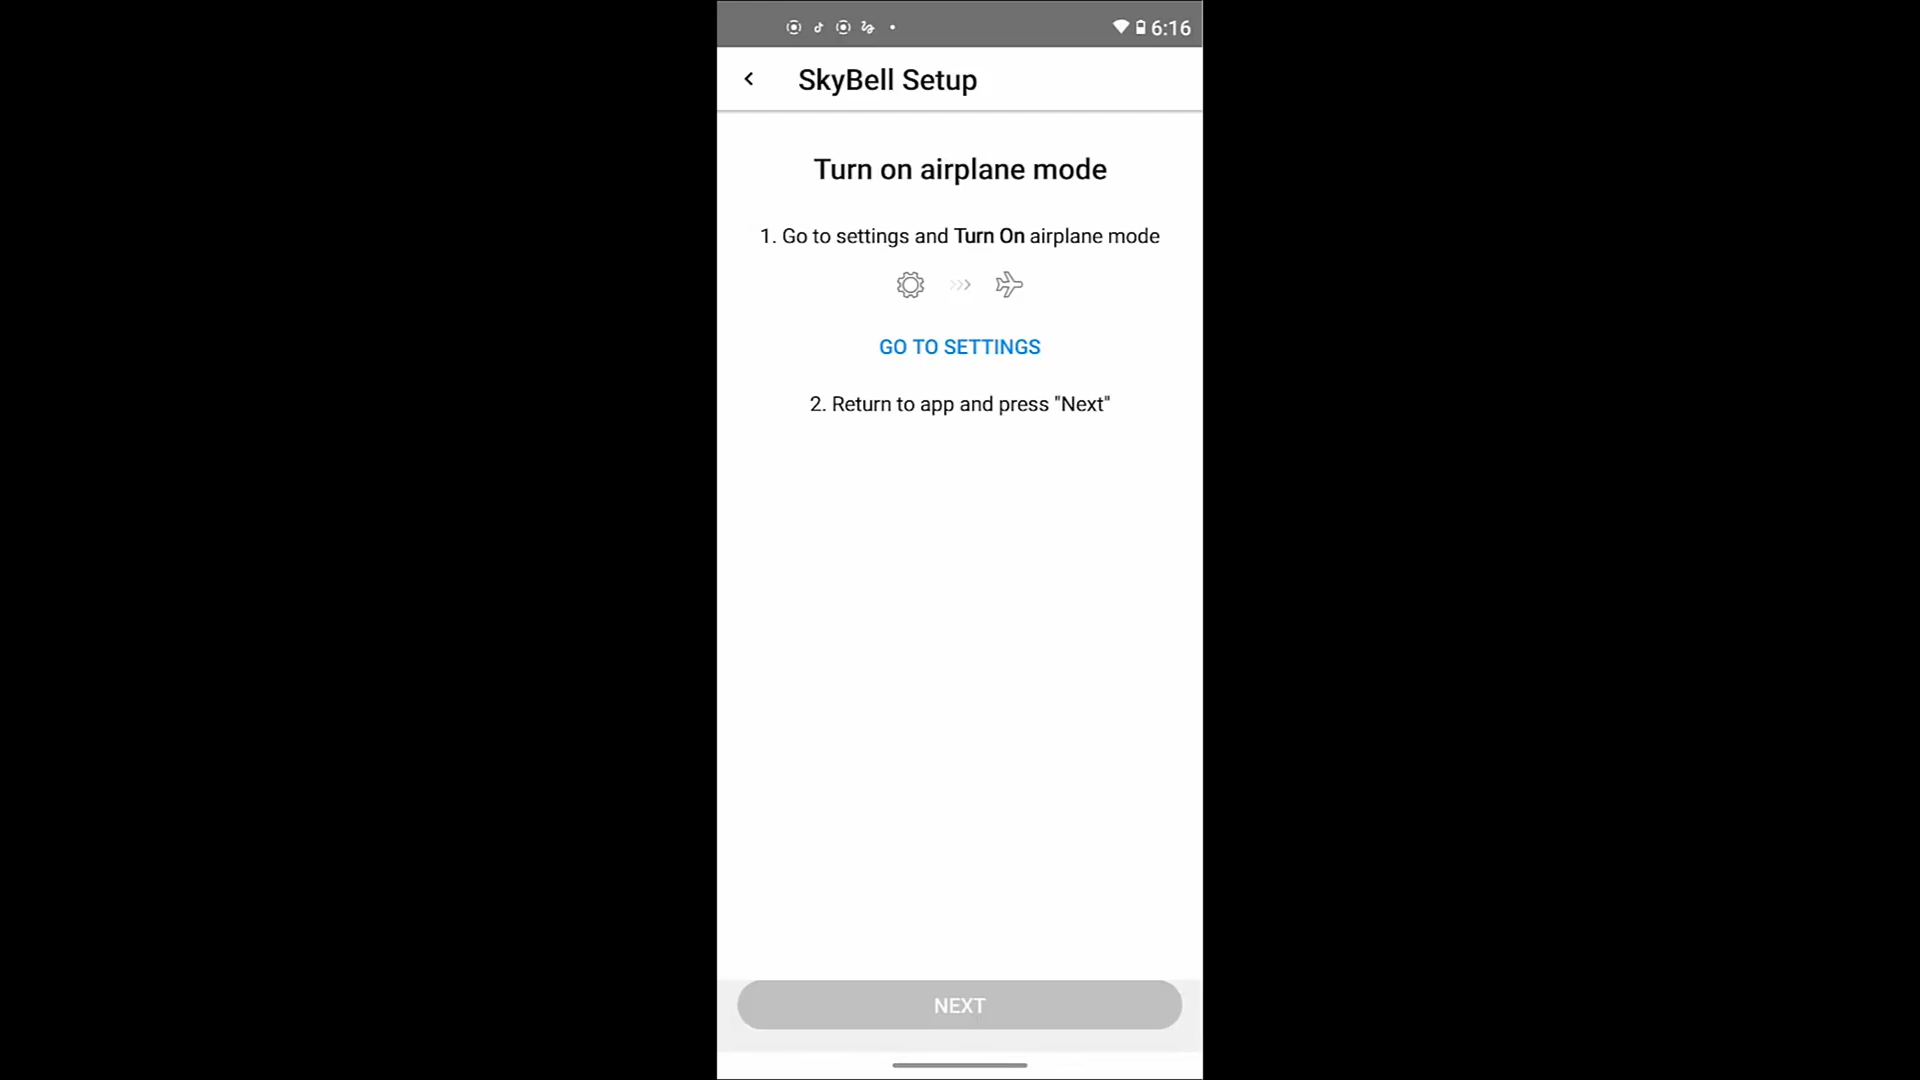 6:16
SkyBell Setup
Turn on airplane mode
1. Go to settings and Turn On airplane mode
GO TO SETTINGS
2. Return to app and press "Next"
NEXT